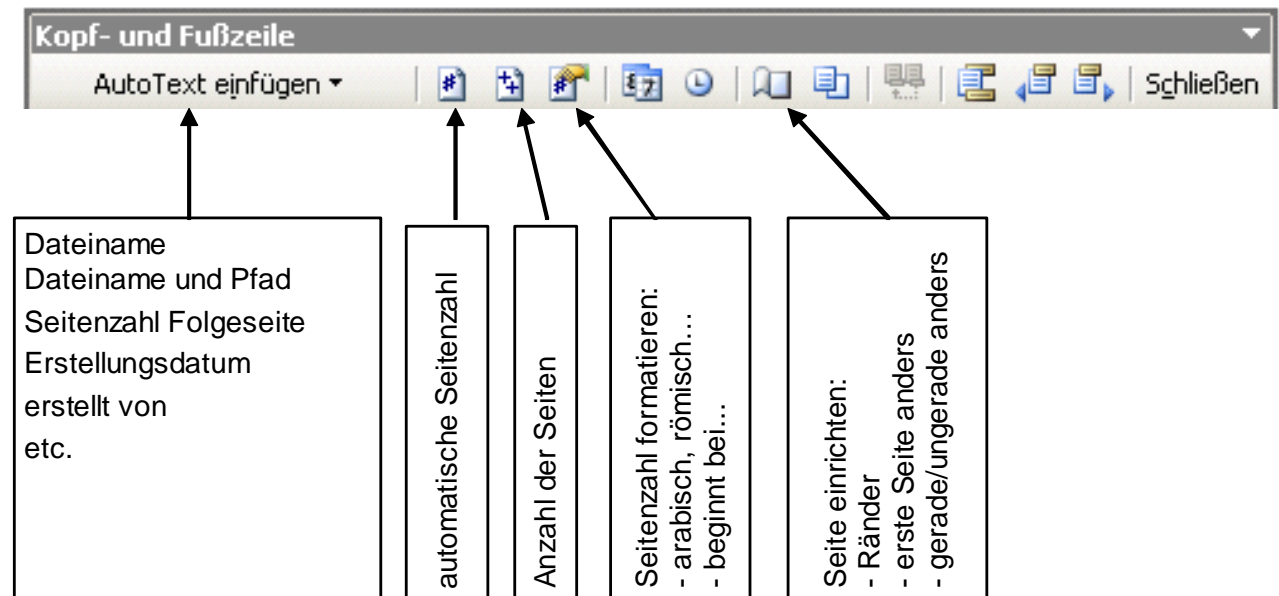 Kopf- und Fußzeile
AutoText einfügen
Schließen
Dateiname
Dateiname und Pfad
Seitenzahl Folgeseite
Erstellungsdatum
erstellt von
etc.
automatische Seitenzahl
Anzahl der Seiten
Seitenzahl formatieren:
- arabisch, römisch...
- beginnt bei...
Seite einrichten:
- Ränder
- erste Seite anders
- gerade/ungerade anders